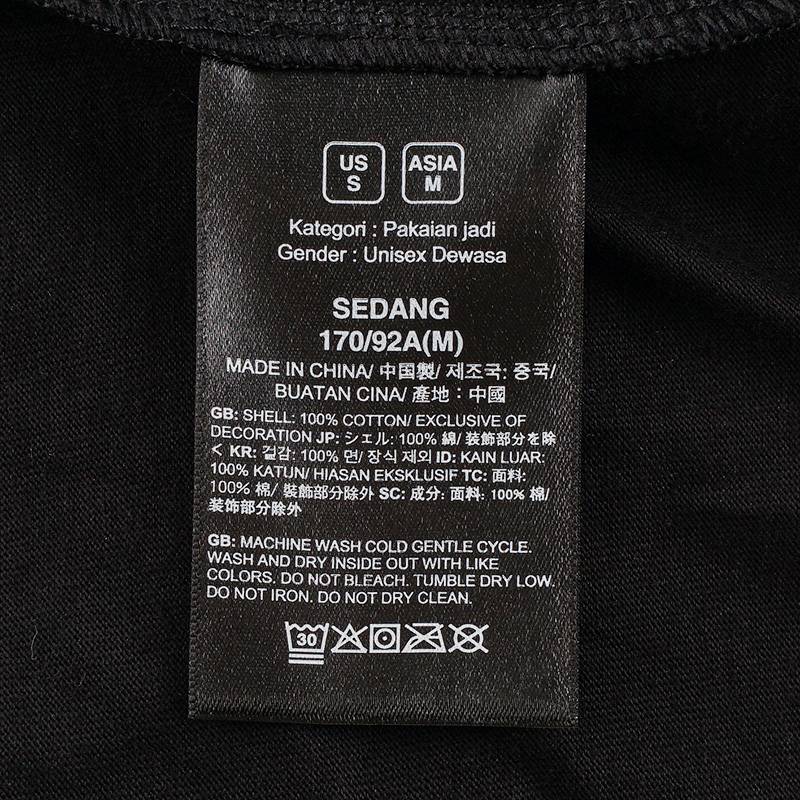 US
S
ASIA
M
Kategori : Pakaian jadi
Gender : Unisex Dewasa
SEDANG
170/92A(M)
MADE IN CHINA/ 中国製/ 제조국: 중국/
BUATAN CINA/ 產地：中國
GB: SHELL: 100% COTTON/ EXCLUSIVE OF
DECORATION JP: シェル: 100% 綿/ 装飾部分を除
く KR: 겉감: 100% 면/ 장식 제외 ID: KAIN LUAR:
100% KATUN/ HIASAN EKSKLUSIF TC: 面料:
100% 棉/ 裝飾部分除外 SC: 成分: 面料: 100% 棉/
装饰部分除外
GB: MACHINE WASH COLD GENTLE CYCLE.
WASH AND DRY INSIDE OUT WITH LIKE
COLORS. DO NOT BLEACH. TUMBLE DRY LOW.
DO NOT IRON. DO NOT DRY CLEAN.
30